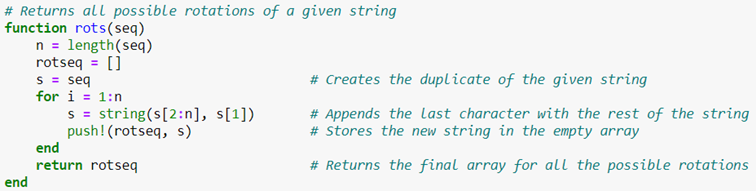 # Returns all possible rotations of a given string
function rots(seq)
    n = length(seq)
    rotseq = []
    s = seq                           # Creates the duplicate of the given string
    for i = 1:n
        s = string(s[2:n], s[1])      # Appends the last character with the rest of the string
        push!(rotseq, s)              # Stores the new string in the empty array
    end
    return rotseq                     # Returns the final array for all the possible rotations
end